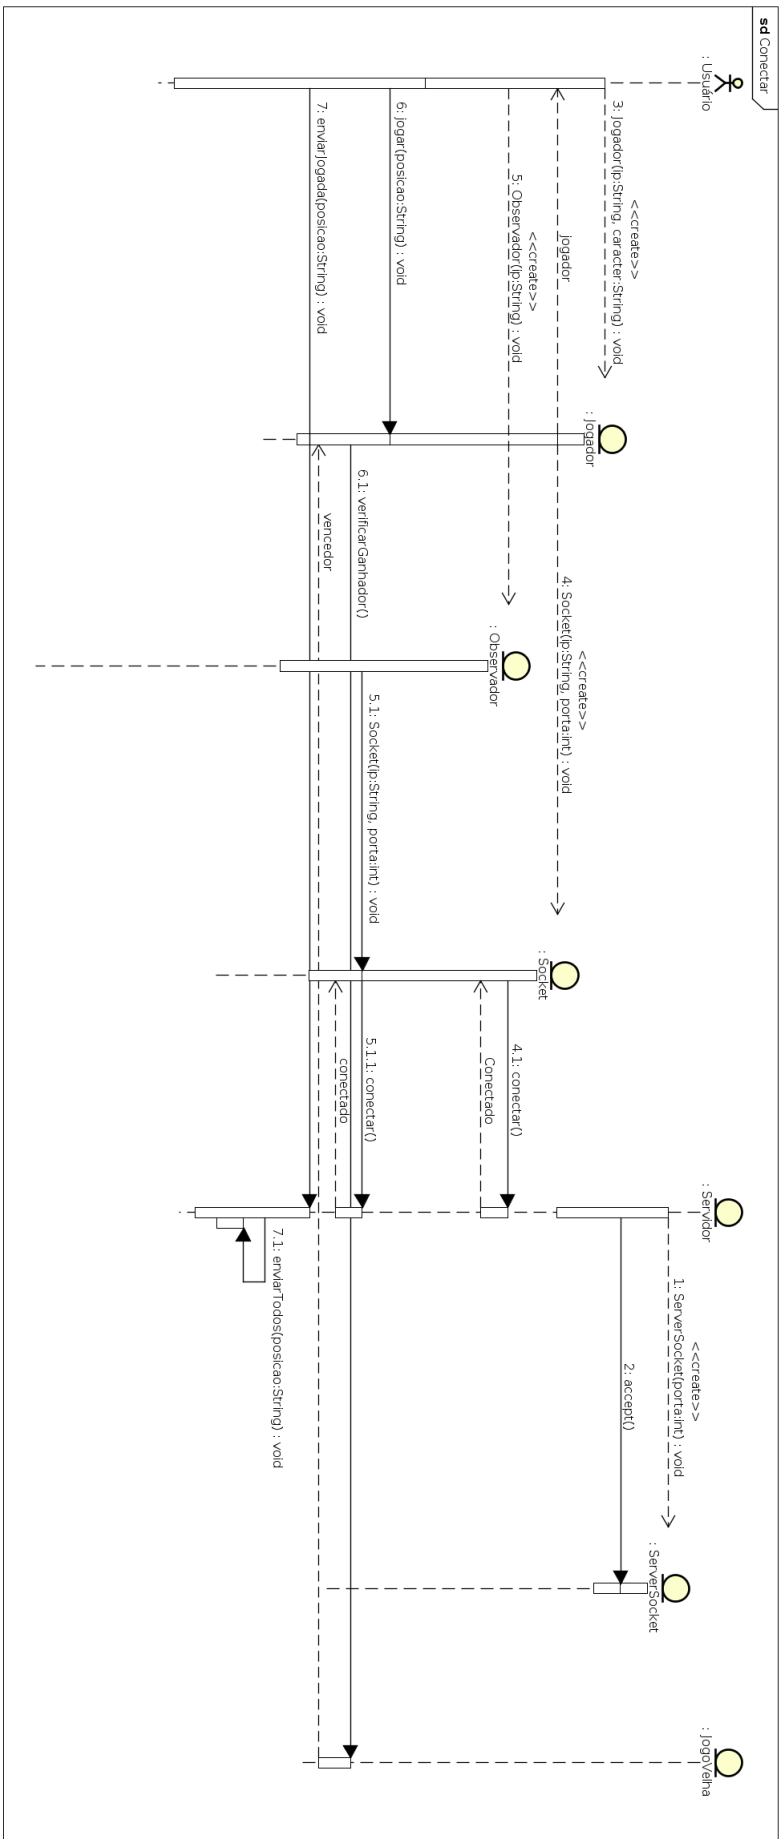 sd Conectar
: Usuário
: Servidor
: JogoVelha
<<create>>
1: ServerSocket(porta:int) : void
: ServerSocket
2: accept()
<<create>>
3: Jogador(ip:String, caracter:String) : void
: Jogador
<<create>>
4: Socket(ip:String, porta:int) : void
jogador
: Socket
4.1: conectar()
Conectado
<<create>>
5: Observador(ip:String) : void
: Observador
5.1: Socket(ip:String, porta:int) : void
5.1.1: conectar()
conectado
6: jogar(posicao:String) : void
6.1: verificarGanhador()
vencedor
7: enviarJogada(posicao:String) : void
7.1: enviarTodos(posicao:String) : void